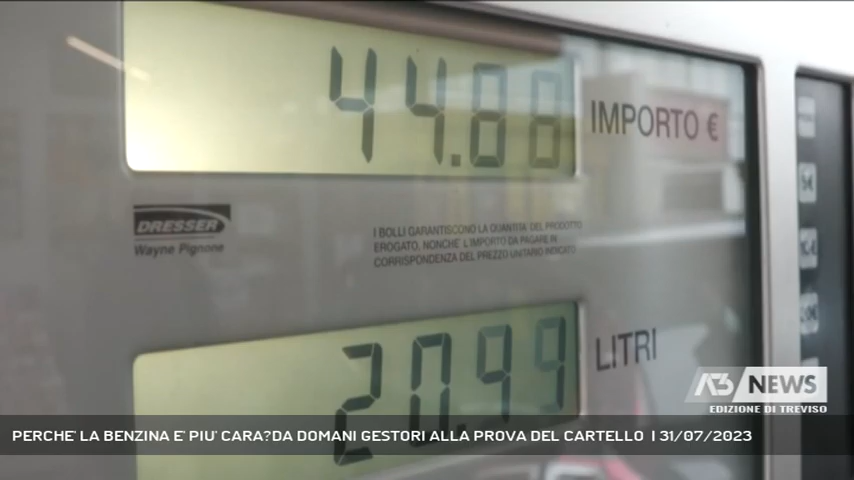 44.88
IMPORTO €
DRESSER
Wayne Pignone
I BOLLI GARANTISCONO LA QUANTITA' DEL PRODOTTO
EROGATO, NONCHE' L'IMPORTO DA PAGARE IN
CORRISPONDENZA DEL PREZZO UNITARIO INDICATO
5€
LITRI
A3 NEWS
EDIZIONE DI TREVISO
PERCHE' LA BENZINA E' PIU' CARA?DA DOMANI GESTORI ALLA PROVA DEL CARTELLO | 31/07/2023